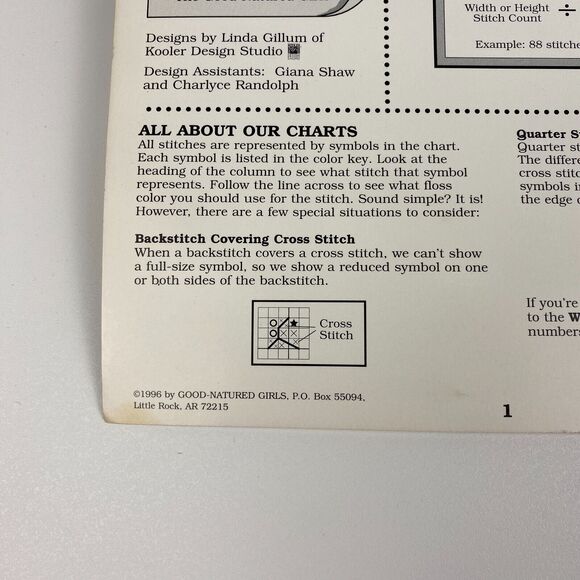 Designs by Linda Gillum of
Kooler Design Studio
Design Assistants: Giana Shaw
and Charlyce Randolph
Width or Height ÷
Stitch Count
Example: 88 stitche
ALL ABOUT OUR CHARTS
All stitches are represented by symbols in the chart.
Each symbol is listed in the color key. Look at the
heading of the column to see what stitch that symbol
represents. Follow the line across to see what floss
color you should use for the stitch. Sound simple? It is!
However, there are a few special situations to consider:
Backstitch Covering Cross Stitch
When a backstitch covers a cross stitch, we can't show
a full-size symbol, so we show a reduced symbol on one
or both sides of the backstitch.
Cross
Stitch
Quarter S
Quarter st
The differe
cross stitc
symbols i
the edge o
If you're
to the W
numbers
©1996 by GOOD-NATURED GIRLS, P.O. Box 55094,
Little Rock, AR 72215
1